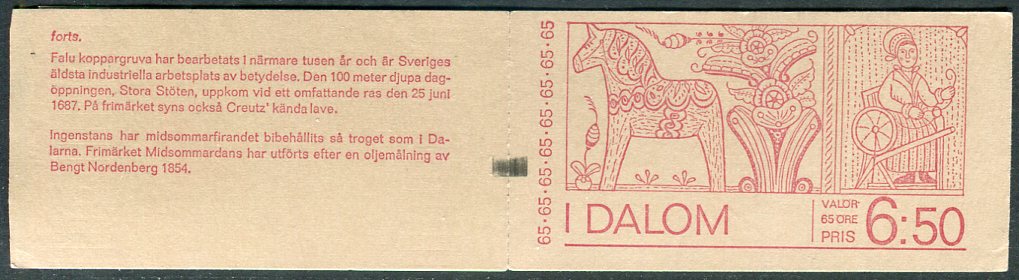 forts.
Falu koppargruva har bearbetats i närmare tusen år och är Sveriges
äldsta industriella arbetsplats av betydelse. Den 100 meter djupa dag-
öppningen, Stora Stöten, uppkom vid ett omfattande ras den 25 juni
1687. På frimärket syns också Creutz' kända lave.
Ingenstans har midsommarfirandet bibehållits så troget som i Da-
larna. Frimärket Midsommardans har utförts efter en oljemålning av
Bengt Nordenberg 1854.
65·65·65·65·65·65·65·65·65
I DALOM
VALÖR
65 ÖRE
PRIS
6:50